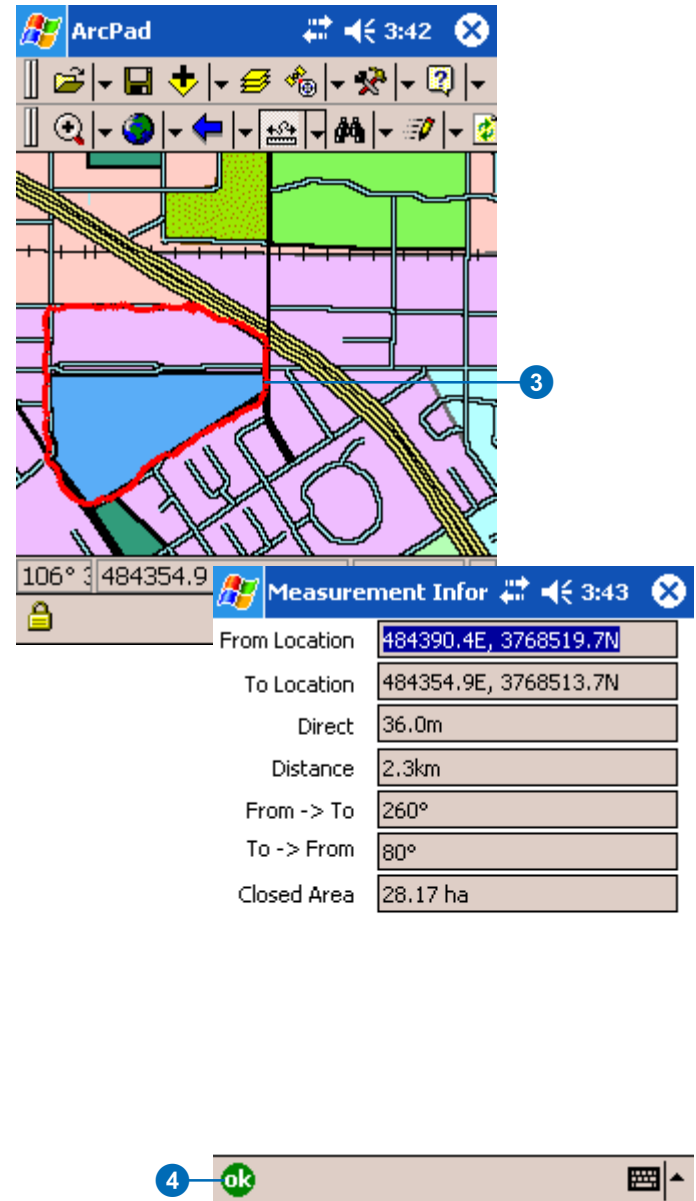 ArcPad 3:42
3
106° 3 484354.9
Measurement Infor 3:43
From Location 484390.4E, 3768519.7N
To Location 484354.9E, 3768513.7N
Direct 36.0m
Distance 2.3km
From -> To 260°
To -> From 80°
Closed Area 28.17 ha
4 ok